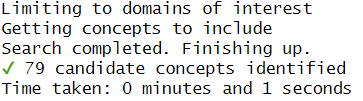 Limiting to domains of interest
Getting concepts to include
Search completed. Finishing up.
✓ 79 candidate concepts identified
Time taken: 0 minutes and 1 seconds